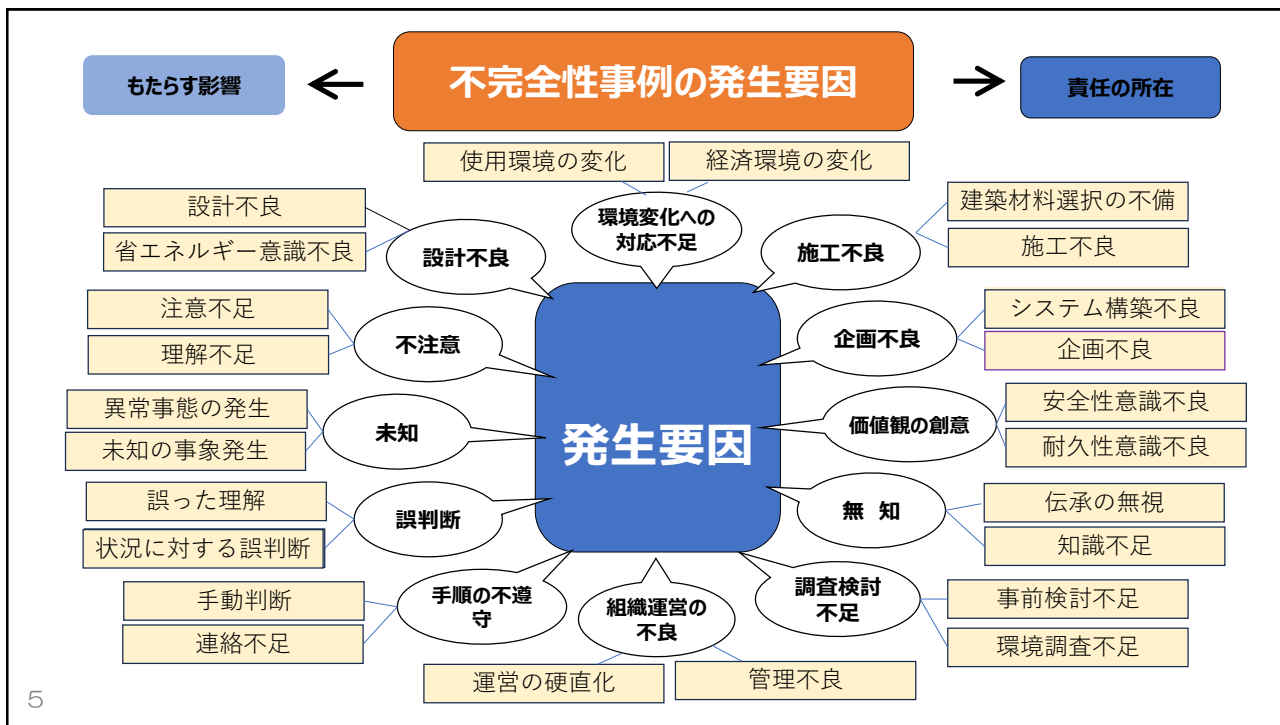 もたらす影響
不完全性事例の発生要因
責任の所在
使用環境の変化
経済環境の変化
環境変化への
対応不足
設計不良
省エネルギー意識不良
設計不良
施工不良
建築材料選択の不備
施工不良
注意不足
理解不足
不注意
企画不良
システム構築不良
企画不良
異常事態の発生
未知の事象発生
未知
発生要因
価値観の創意
安全性意識不良
耐久性意識不良
誤った理解
状況に対する誤判断
誤判断
無 知
伝承の無視
知識不足
手動判断
連絡不足
手順の不遵
守
組織運営の
不良
運営の硬直化
管理不良
調査検討
不足
事前検討不足
環境調査不足
5